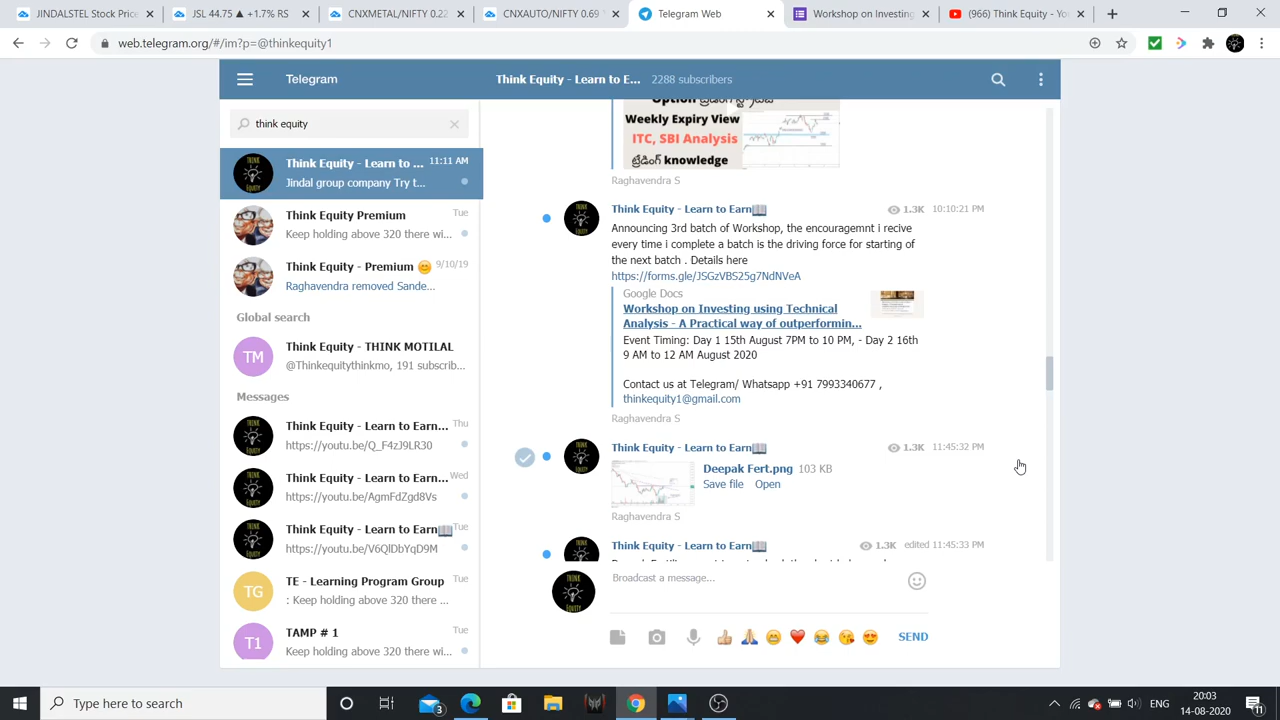 JINDALSTEL
JSL 44.75 ▲ +1.7% RS
CNXMETAL/NIFTY 0.22
CNXAUTO/NIFTY 0.69
Telegram Web
Workshop on Investing
(966) Think Equity - Yo
web.telegram.org/#/im?p=@thinkequity1
Telegram
Think Equity - Learn to E...
2288 subscribers
think equity
Think Equity - Learn to ...
11:11 AM
Jindal group company Try t...
Think Equity Premium
Tue
Keep holding above 320 there wi...
Think Equity - Premium 😊
9/10/19
Raghavendra removed Sande...
Global search
TM
Think Equity - THINK MOTILAL
@Thinkequitythinkmo, 191 subscrib...
Messages
Think Equity - Learn to Earn...
Thu
https://youtu.be/Q_F4zJ9LR30
Think Equity - Learn to Earn...
Wed
https://youtu.be/AgmFdZgd8Vs
Think Equity - Learn to Earn📖
Tue
https://youtu.be/V6QlDbYqD9M
TG
TE - Learning Program Group
Tue
: Keep holding above 320 there ...
T1
TAMP # 1
Tue
Keep holding above 320 there wi...
Option
Weekly Expiry View
ITC, SBI Analysis
ట్రేడింగ్ knowledge
Raghavendra S
Think Equity - Learn to Earn📖
1.3K 10:10:21 PM
Announcing 3rd batch of Workshop, the encouragemnt i recive
every time i complete a batch is the driving force for starting of
the next batch . Details here
https://forms.gle/JSGzVBS25g7NdNVeA
Google Docs
Workshop on Investing using Technical
Analysis - A Practical way of outperformin...
Event Timing: Day 1 15th August 7PM to 10 PM, - Day 2 16th
9 AM to 12 AM August 2020
Contact us at Telegram/ Whatsapp +91 7993340677 ,
thinkequity1@gmail.com
Raghavendra S
Think Equity - Learn to Earn📖
1.3K 11:45:32 PM
Deepak Fert.png 103 KB
Save file Open
Raghavendra S
Think Equity - Learn to Earn📖
1.3K edited 11:45:33 PM
THINK
EQUITY
Broadcast a message...
SEND
Type here to search
3
ENG
20:03
14-08-2020
11